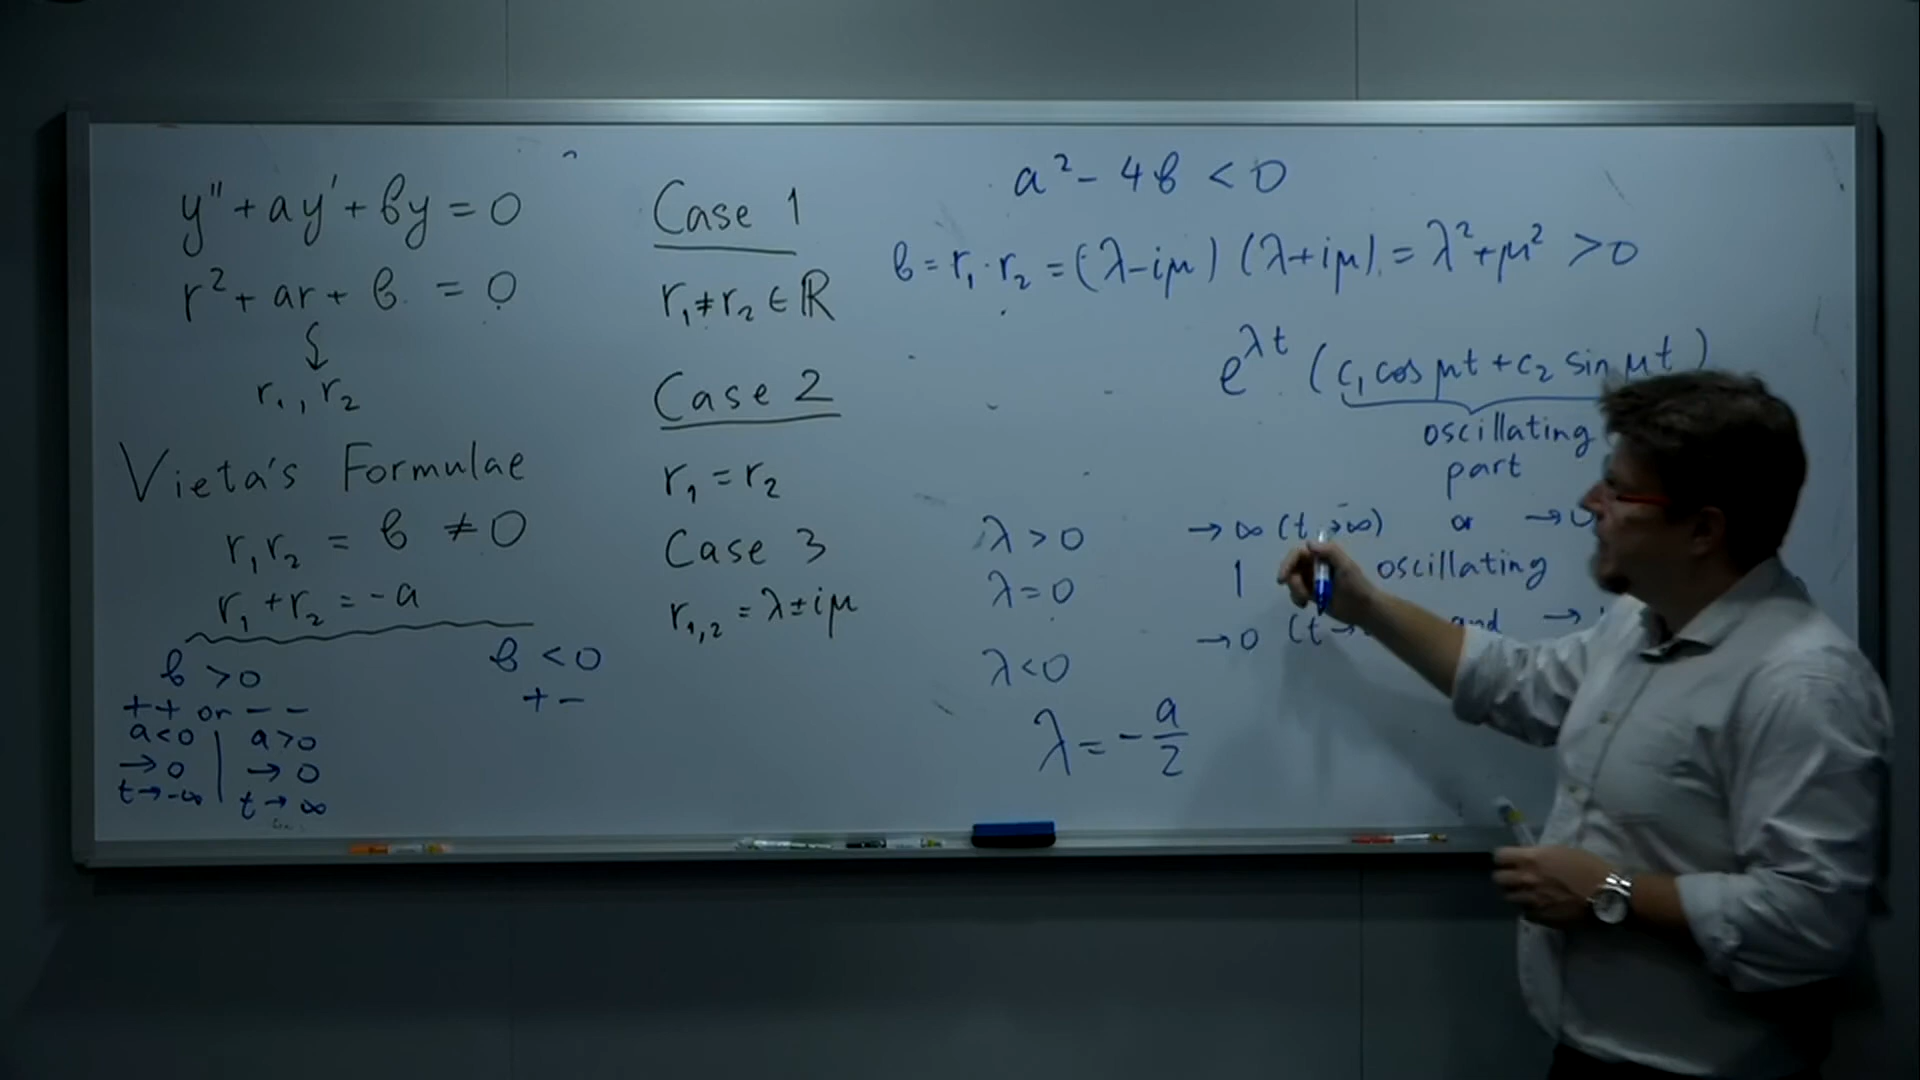 y'' + ay' + by = 0
r² + ar + b = 0
r₁, r₂
Vieta's Formulae
r₁r₂ = b ≠ 0
r₁ + r₂ = -a
b > 0
+ + or - -
a<0 | a>0
→0 | →0
t→-∞ | t→∞
b < 0
+ -
Case 1
r₁≠r₂ ∈ ℝ
Case 2
r₁ = r₂
Case 3
r₁,₂ = λ±iμ
a² - 4b < 0
b = r₁·r₂ = (λ-iμ)(λ+iμ) = λ²+μ² > 0
e^{λt} (c₁cos μt + c₂ sin μt)
oscillating
part
λ > 0 → ∞ (t→∞) or →
λ = 0 1 oscillating
λ < 0 → 0 (t→ and →
λ = -a/2